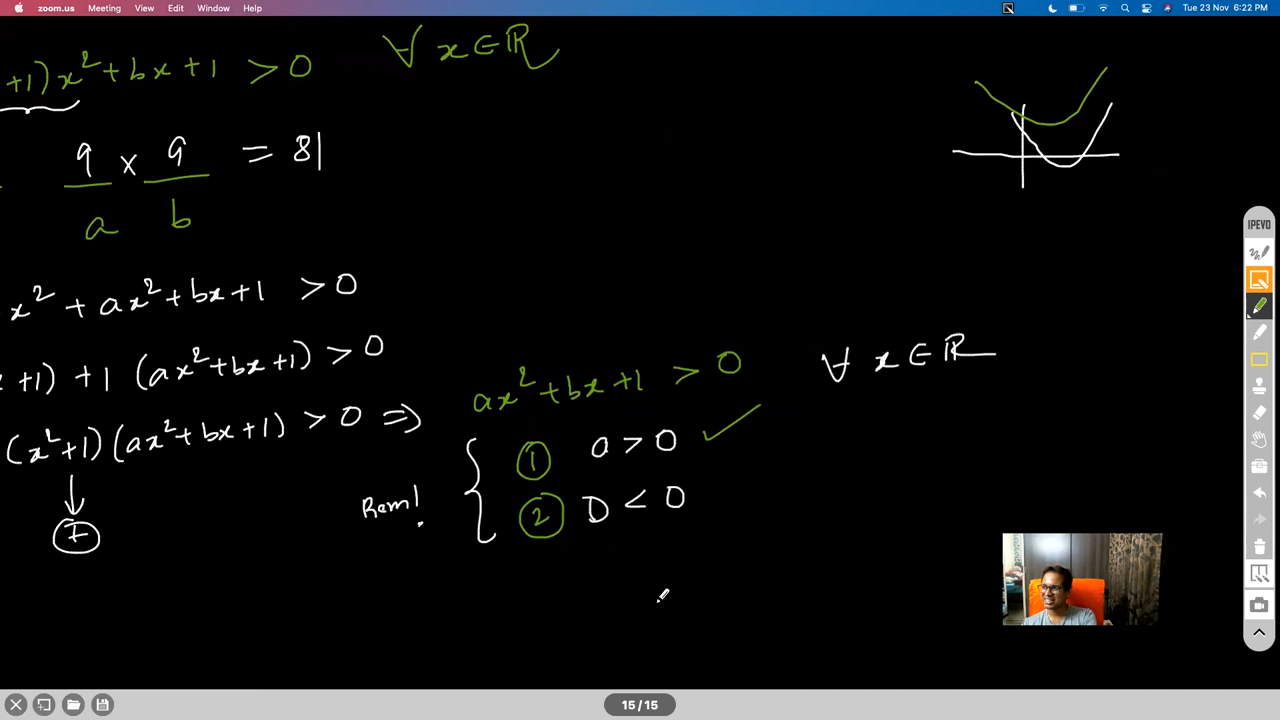 zoom.us Meeting View Edit Window Help Tue 23 Nov 6:22 PM
+1)x² + bx + 1 > 0 ∀ x ∈ ℝ
9 × 9 = 81
a b
IPEVO
x² + ax² + bx + 1 > 0
+1) + 1 (ax² + bx + 1) > 0
ax² + bx + 1 > 0 ∀ x ∈ ℝ
(x² + 1)(ax² + bx + 1) > 0 ⇒
① a > 0 ✓
Rem! ② D < 0
+
15 / 15